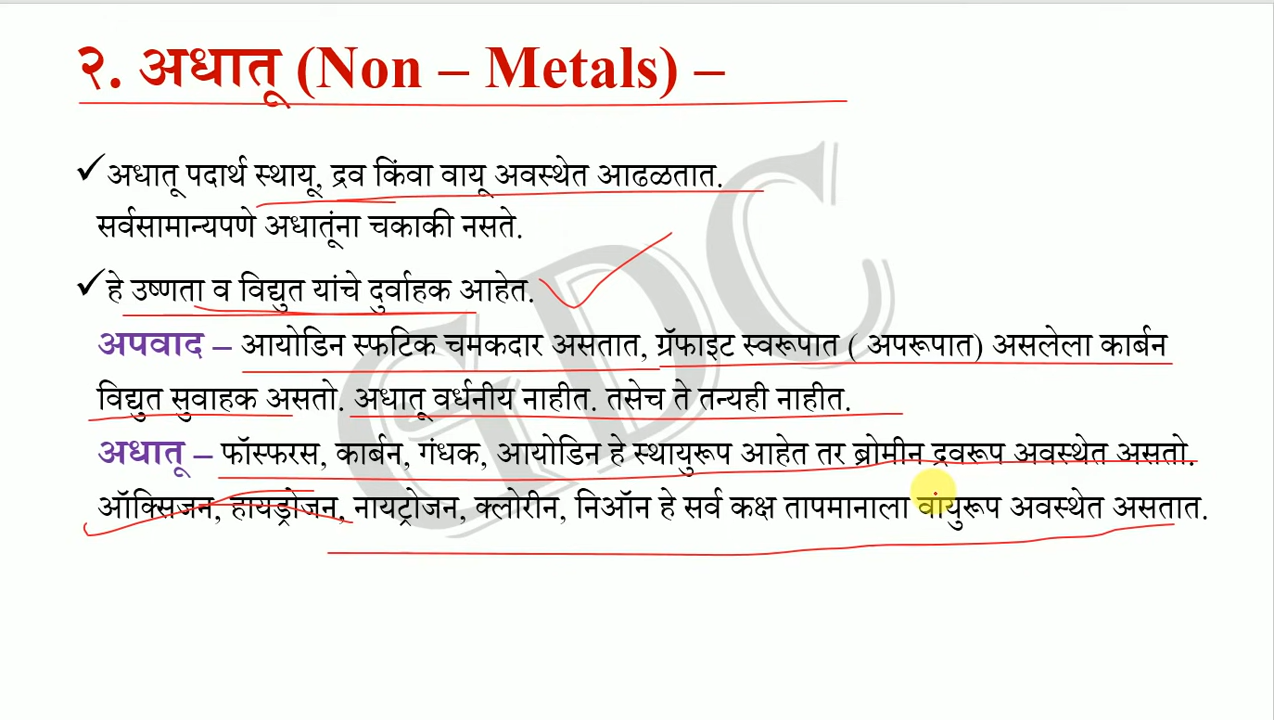 २. अधातू (Non – Metals) –
✓ अधातू पदार्थ स्थायू, द्रव किंवा वायू अवस्थेत आढळतात.
सर्वसामान्यपणे अधातूंना चकाकी नसते.
✓ हे उष्णता व विद्युत यांचे दुर्वाहक आहेत.
अपवाद – आयोडिन स्फटिक चमकदार असतात, ग्रॅफाइट स्वरूपात ( अपरूपात) असलेला कार्बन
विद्युत सुवाहक असतो. अधातू वर्धनीय नाहीत. तसेच ते तन्यही नाहीत.
अधातू – फॉस्फरस, कार्बन, गंधक, आयोडिन हे स्थायुरूप आहेत तर ब्रोमीन द्रवरूप अवस्थेत असतो.
ऑक्सिजन, हायड्रोजन, नायट्रोजन, क्लोरीन, निऑन हे सर्व कक्ष तापमानाला वांयुरूप अवस्थेत असतात.
GDC